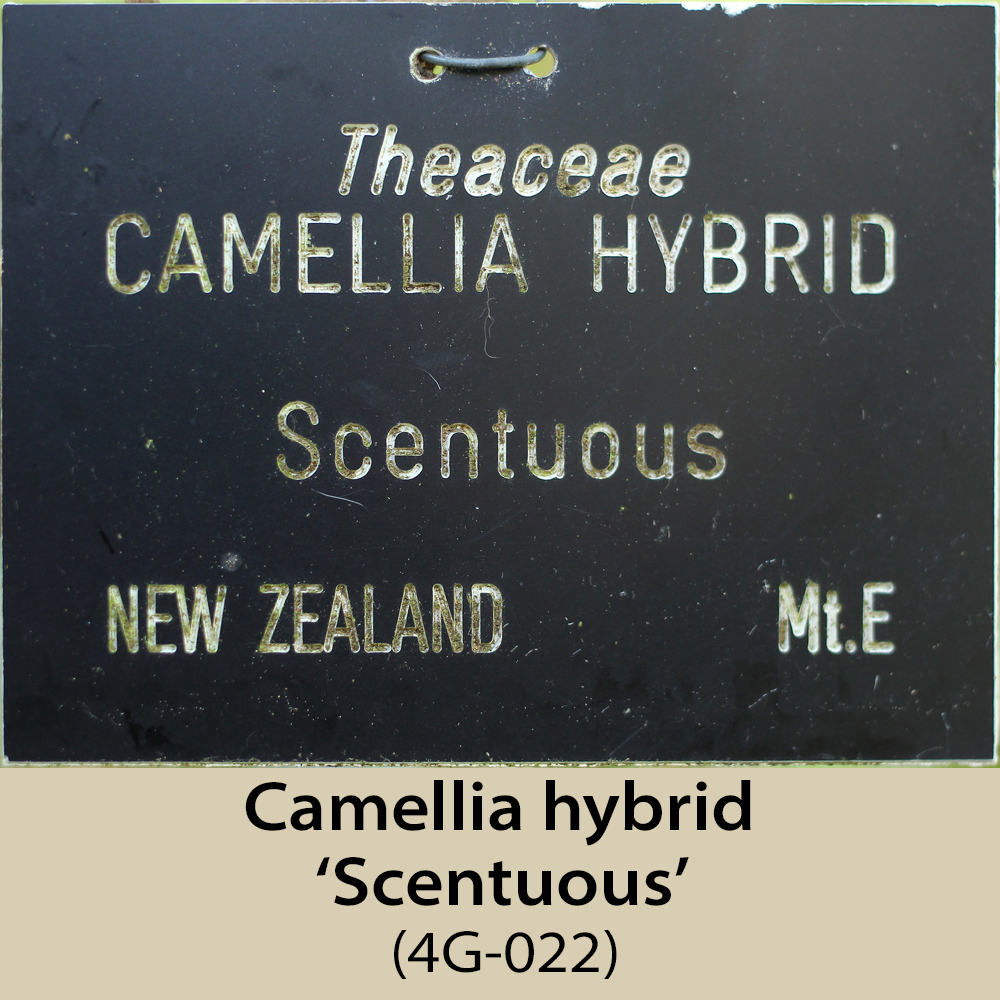 Theaceae
CAMELLIA HYBRID
Scentuous
NEW ZEALAND Mt.E
Camellia hybrid
‘Scentuous’
(4G-022)